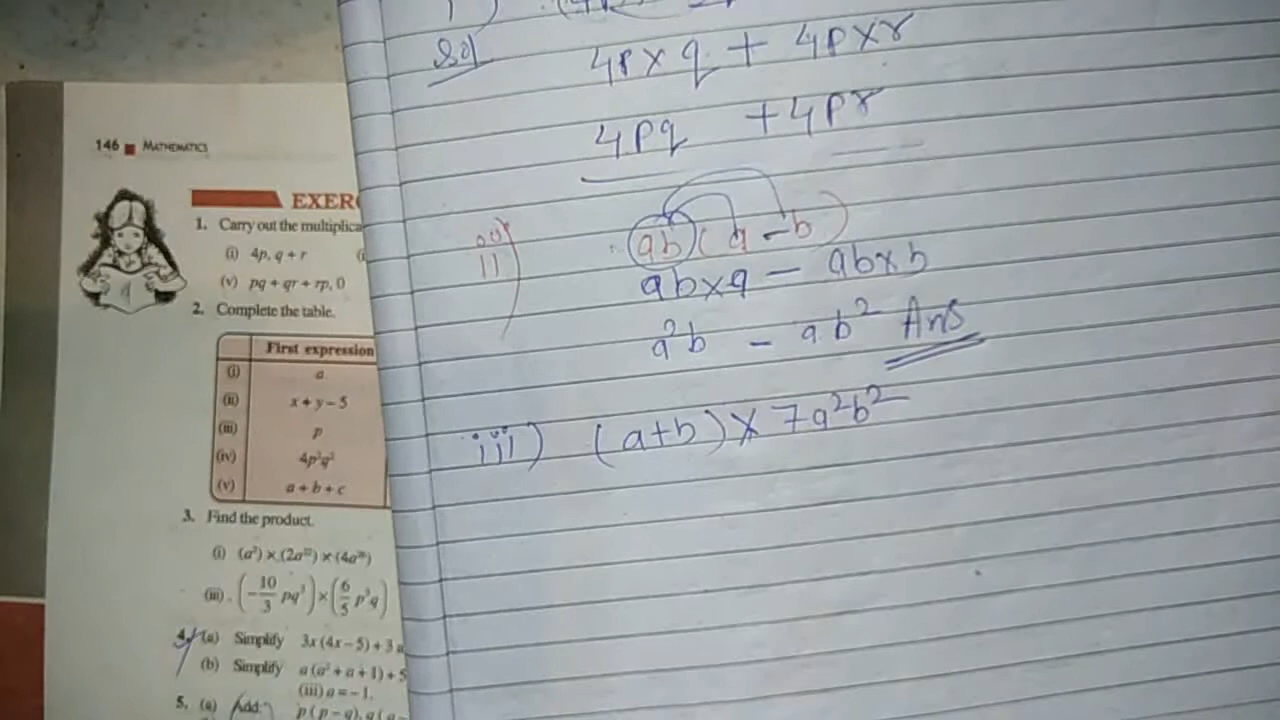 146 MATHEMATICS
EXER
1. Carry out the multiplica
(i) 4p, q + r
(v) pq + qr + rp, 0
2. Complete the table.
First expression
(i) a
(ii) x + y – 5
(iii) p
(iv) 4p²q²
(v) a + b + c
3. Find the product.
(i) (a²) × (2a²²) × (4a²⁶)
(iii) (-10/3 pq³) × (6/5 p³q)
4. (a) Simplify 3x (4x – 5) + 3
(b) Simplify a (a² + a + 1) + 5
(iii) a = – 1.
5. (a) Add: p ( p – q), q (
Sol
4p × q + 4p × r
4pq + 4pr
ii) ab (a - b)
ab × a - ab × b
a²b - ab² Ans
iii) (a+b) × 7a²b²